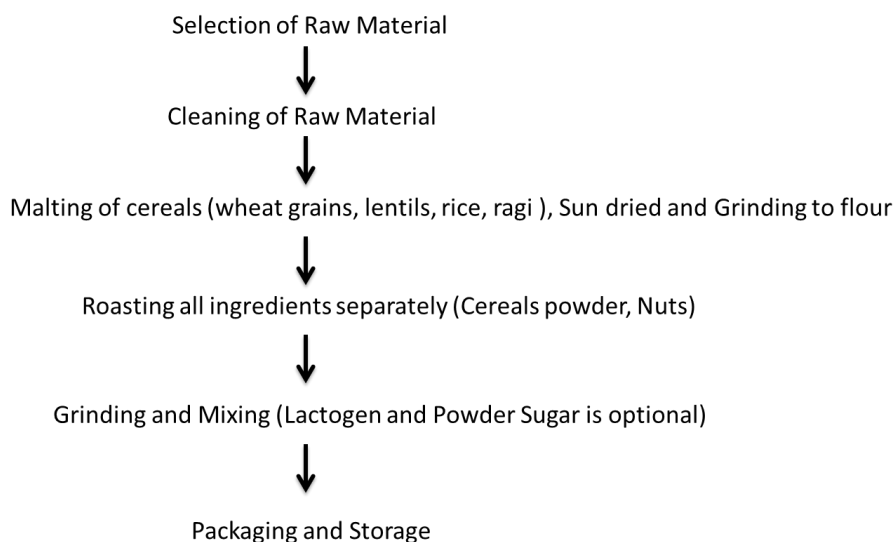 Selection of Raw Material
Cleaning of Raw Material
Malting of cereals (wheat grains, lentils, rice, ragi ), Sun dried and Grinding to flour
Roasting all ingredients separately (Cereals powder, Nuts)
Grinding and Mixing (Lactogen and Powder Sugar is optional)
Packaging and Storage